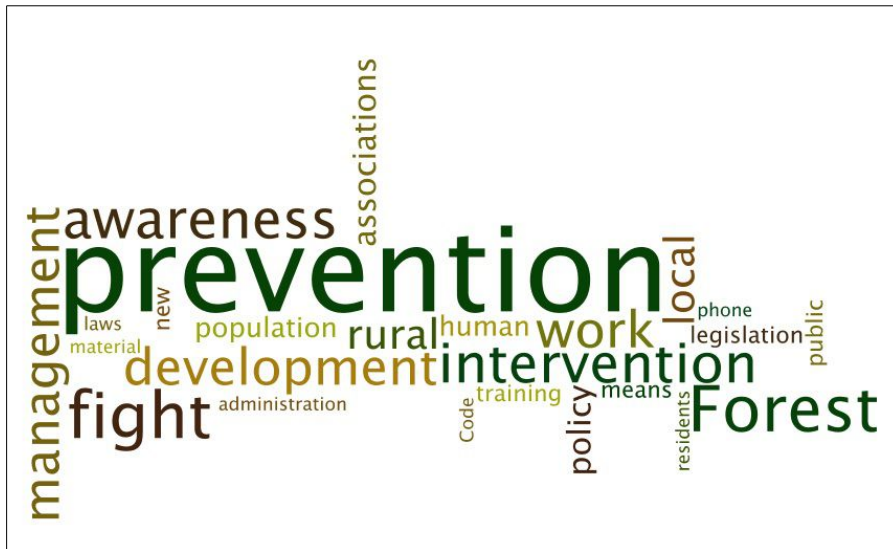 associations
awareness
management
prevention
local
laws
new
population
rural
human
work
phone
legislation
public
material
development
intervention
fight
administration
Code
training
policy
means
residents
Forest